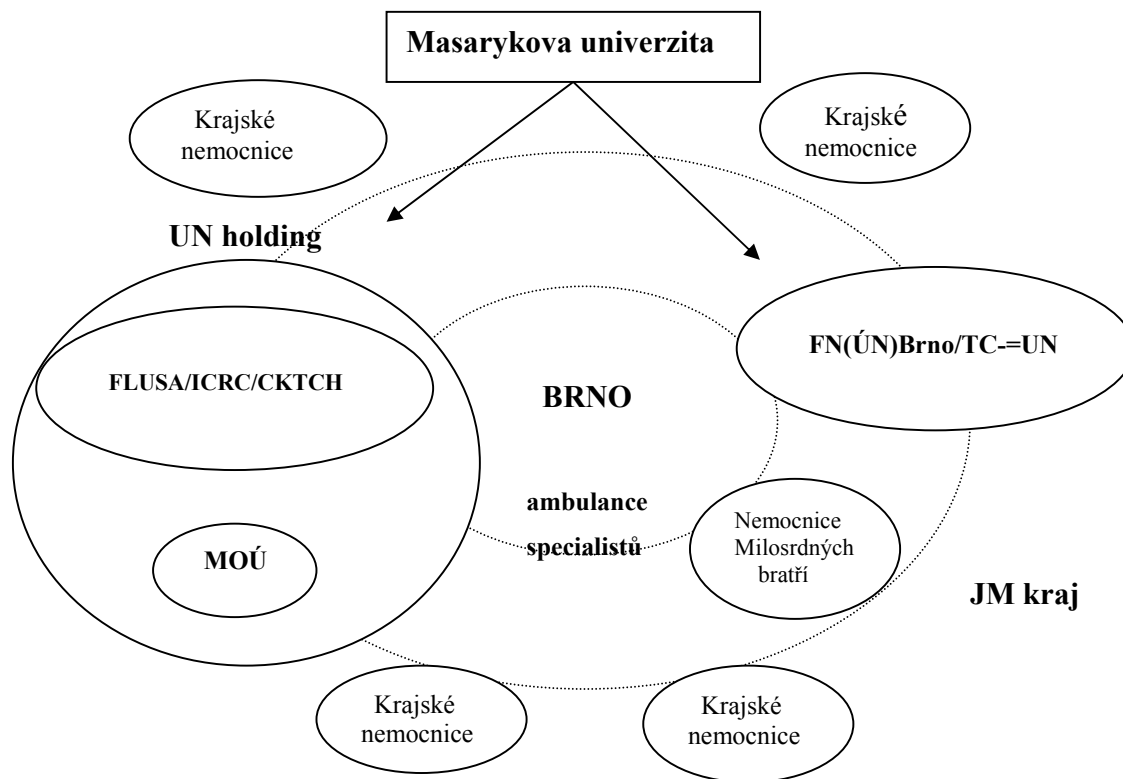 Masarykova univerzita
Krajské
nemocnice
Krajské
nemocnice
UN holding
FN(ÚN)Brno/TC-=UN
FLUSA/ICRC/CKTCH
BRNO
ambulance
specialistů
Nemocnice
Milosrdných
bratří
MOÚ
JM kraj
Krajské
nemocnice
Krajské
nemocnice